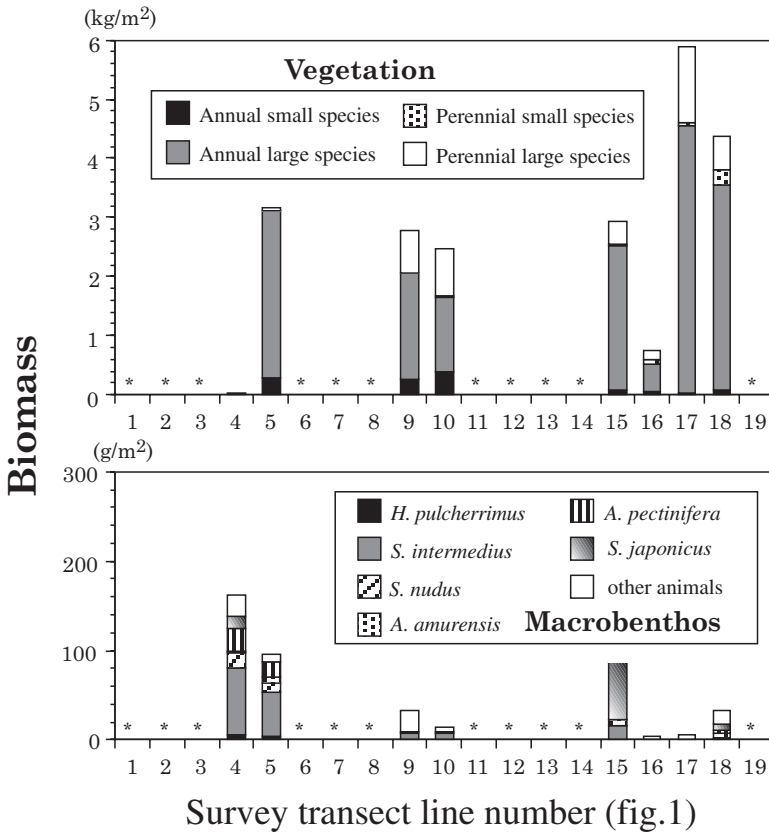 (kg/m²)
6
5
4
3
2
1
0
Vegetation
Annual small species
Perennial small species
Annual large species
Perennial large species
* * * * * * * * * * *
1 2 3 4 5 6 7 8 9 10 11 12 13 14 15 16 17 18 19
Biomass
(g/m²)
300
200
100
0
H. pulcherrimus
A. pectinifera
S. intermedius
S. japonicus
S. nudus
other animals
A. amurensis
Macrobenthos
* * * * * * * * * * *
1 2 3 4 5 6 7 8 9 10 11 12 13 14 15 16 17 18 19
Survey transect line number (fig.1)